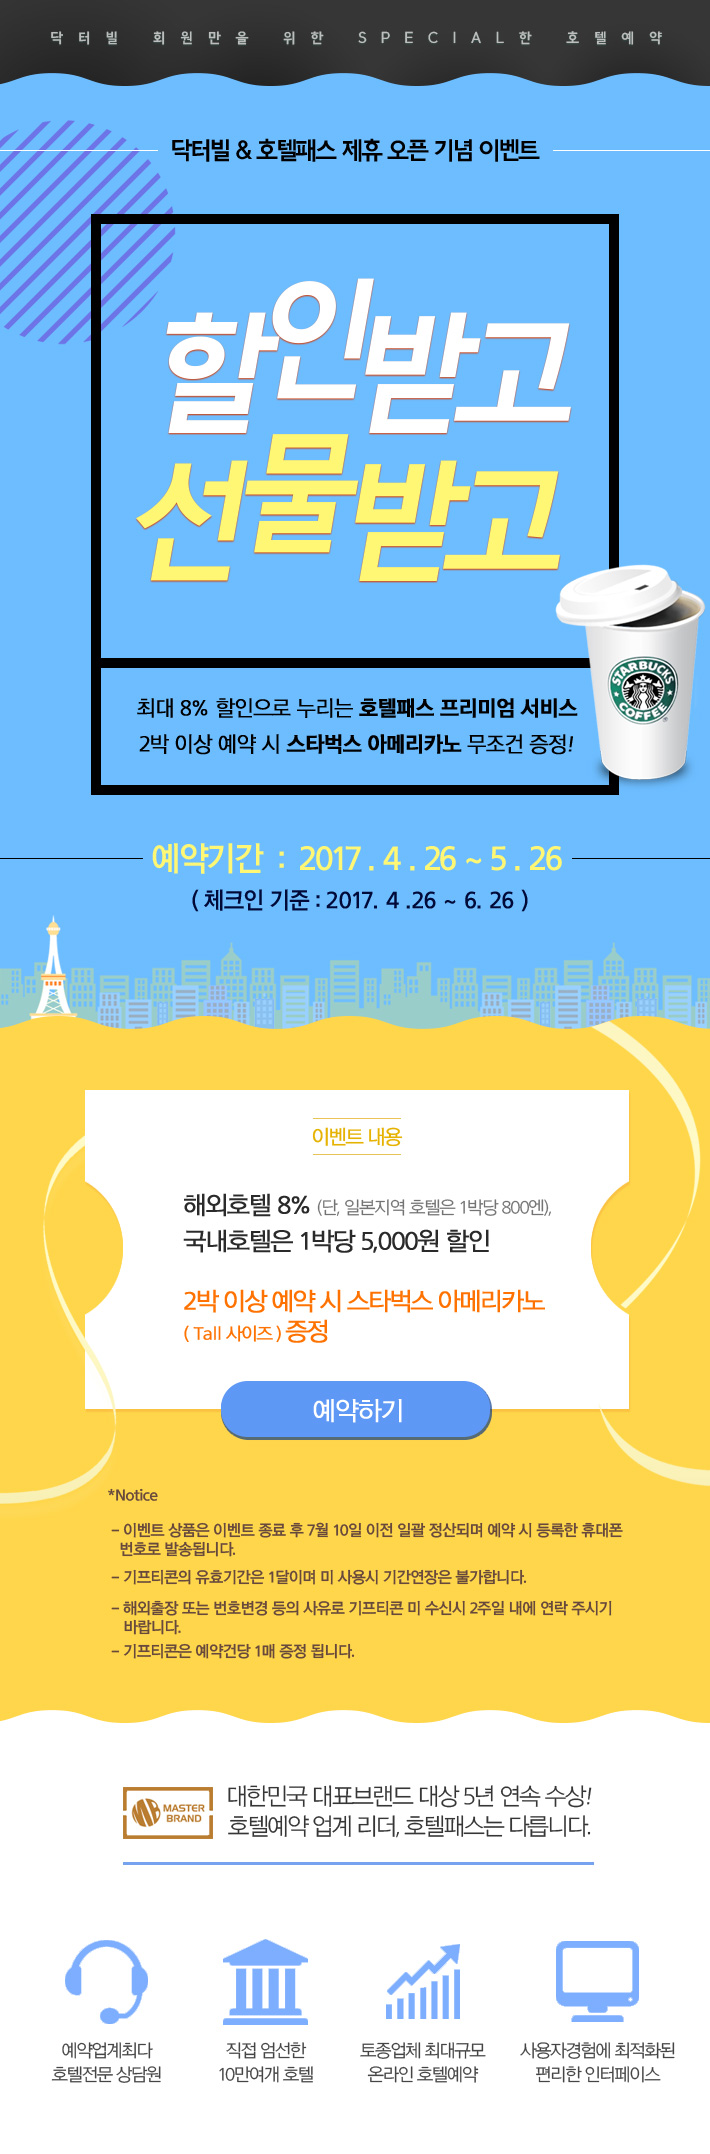 닥터빌 회원만을 위한 SPECIAL한 호텔예약
닥터빌 & 호텔패스 제휴 오픈 기념 이벤트
할인받고
선물받고
STARBUCKS
COFFEE
최대 8% 할인으로 누리는 호텔패스 프리미엄 서비스
2박 이상 예약 시 스타벅스 아메리카노 무조건 증정!
예약기간 : 2017 . 4 . 26 ~ 5 . 26
( 체크인 기준 : 2017. 4 .26 ~ 6. 26 )
이벤트 내용
해외호텔 8% (단, 일본지역 호텔은 1박당 800엔),
국내호텔은 1박당 5,000원 할인
2박 이상 예약 시 스타벅스 아메리카노
( Tall 사이즈 ) 증정
예약하기
*Notice
– 이벤트 상품은 이벤트 종료 후 7월 10일 이전 일괄 정산되며 예약 시 등록한 휴대폰
번호로 발송됩니다.
– 기프티콘의 유효기간은 1달이며 미 사용시 기간연장은 불가합니다.
– 해외출장 또는 번호변경 등의 사유로 기프티콘 미 수신시 2주일 내에 연락 주시기
바랍니다.
– 기프티콘은 예약건당 1매 증정 됩니다.
MASTER
BRAND
대한민국 대표브랜드 대상 5년 연속 수상!
호텔예약 업계 리더, 호텔패스는 다릅니다.
예약업계최다
호텔전문 상담원
직접 엄선한
10만여개 호텔
토종업체 최대규모
온라인 호텔예약
사용자경험에 최적화된
편리한 인터페이스